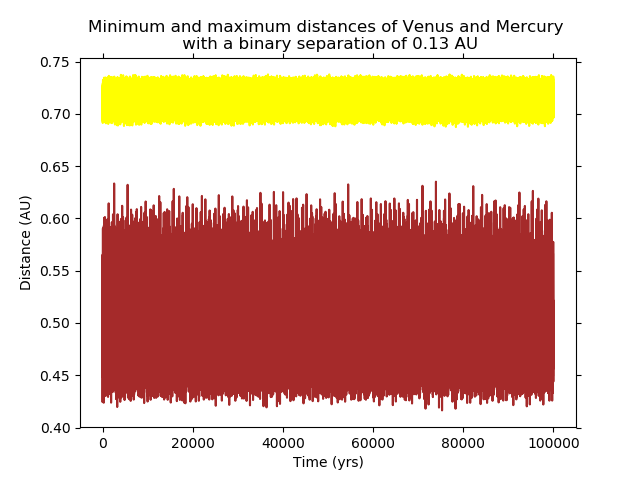 Minimum and maximum distances of Venus and Mercury
with a binary separation of 0.13 AU
0.75
0.70
0.65
0.60
0.55
0.50
0.45
0.40
Distance (AU)
0 20000 40000 60000 80000 100000
Time (yrs)